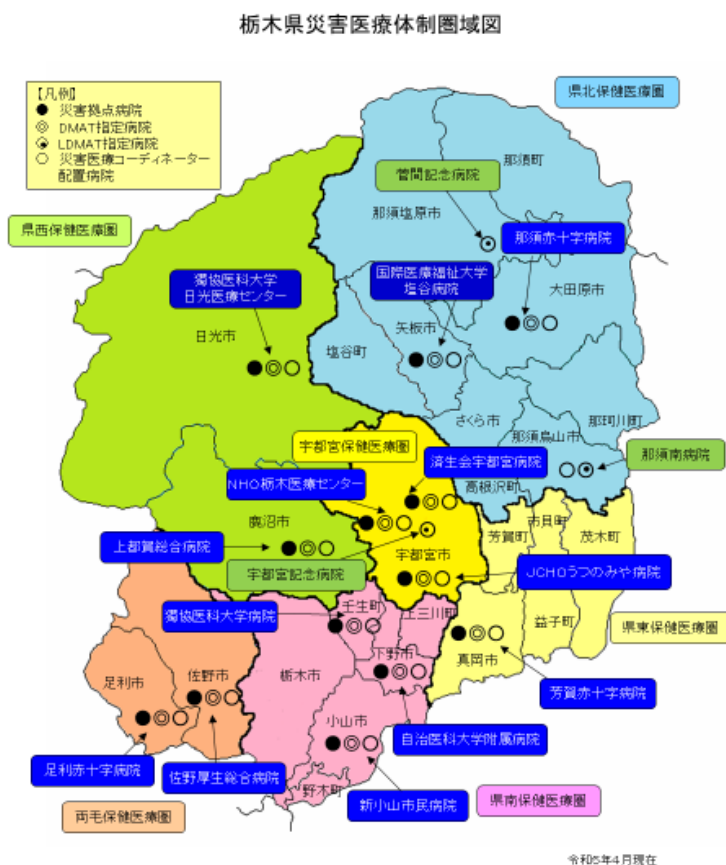 栃木県災害医療体制圏域図
【凡例】
● 災害拠点病院
◎ DMAT指定病院
LDMAT指定病院
○ 災害医療コーディネーター
配置病院
県北保健医療圏
那須町
菅間記念病院
那須塩原市
那須赤十字病院
県西保健医療圏
獨協医科大学
日光医療センター
国際医療福祉大学
塩谷病院
大田原市
日光市
矢板市
塩谷町
さくら市
那珂川町
那須烏山市
宇都宮保健医療圏
済生会宇都宮病院
那須南病院
NHO栃木医療センター
高根沢町
鹿沼市
芳賀町
市貝町
茂木町
上都賀総合病院
宇都宮市
宇都宮記念病院
JCHOうつのみや病院
獨協医科大学病院
壬生町
上三川町
益子町
県東保健医療圏
下野市
真岡市
足利市
佐野市
栃木市
芳賀赤十字病院
小山市
自治医科大学附属病院
足利赤十字病院
佐野厚生総合病院
野木町
新小山市民病院
県南保健医療圏
両毛保健医療圏
令和5年4月現在